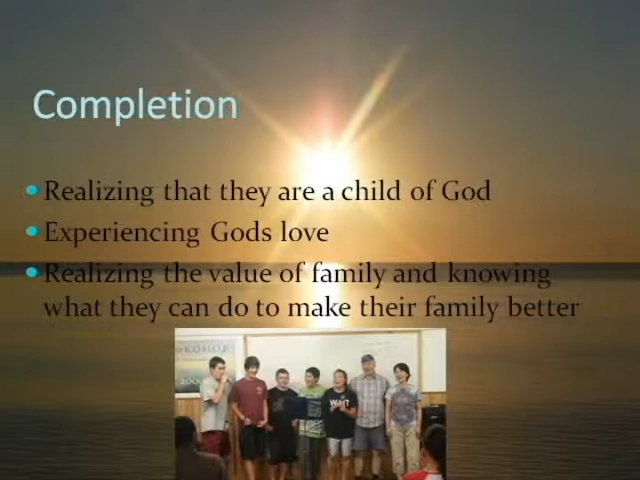 Completion
Realizing that they are a child of God
Experiencing Gods love
Realizing the value of family and knowing
what they can do to make their family better